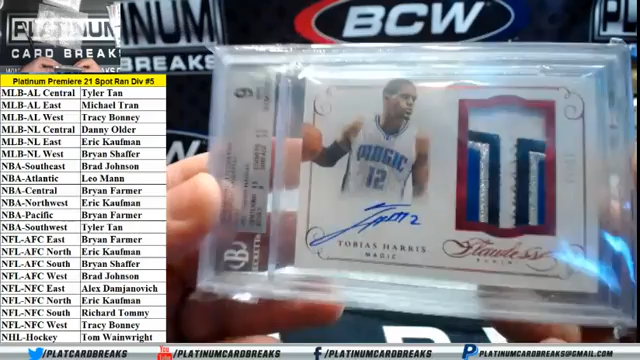 PLATINUM
CARD BREAKS
PLATINUM
CARD BREAKS
BCW
Platinum Premiere 21 Spot Ran Div #5
MLB-AL Central Tyler Tan
MLB-AL East Michael Tran
MLB-AL West Tracy Bonney
MLB-NL Central Danny Older
MLB-NL East Eric Kaufman
MLB-NL West Bryan Shaffer
NBA-Southeast Brad Johnson
NBA-Atlantic Leo Mann
NBA-Central Bryan Farmer
NBA-Northwest Eric Kaufman
NBA-Pacific Bryan Farmer
NBA-Southwest Tyler Tan
NFL-AFC East Bryan Farmer
NFL-AFC North Eric Kaufman
NFL-AFC South Bryan Shaffer
NFL-AFC West Brad Johnson
NFL-NFC East Alex Damjanovich
NFL-NFC North Eric Kaufman
NFL-NFC South Richard Tommy
NFL-NFC West Tracy Bonney
NHL-Hockey Tom Wainwright
9
BECKETT
MAGIC
12
TOBIAS HARRIS
MAGIC
Flawless
/PLATCARDBREAKS
/PLATINUMCARDBREAKS
/PLATINUMCARDBREAKS
/PLATINUMCARDBREAKS